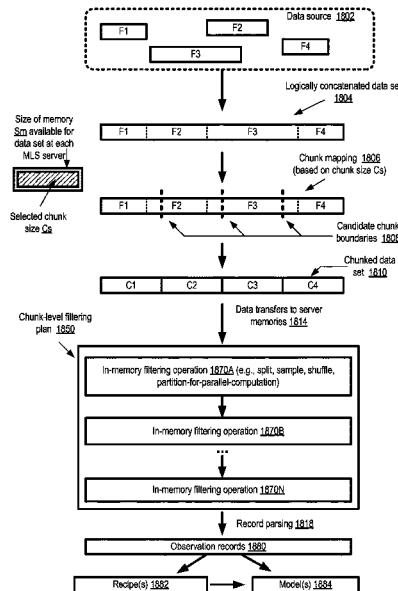 Data source 1802
F1
F2
F3
F4
Logically concatenated data set
1804
F1 F2 F3 F4
Size of memory
Sm available for
data set at each
MLS server
Chunk mapping 1806
(based on chunk size Cs)
F1 F2 F3 F4
Selected chunk
size Cs
Candidate chunk
boundaries 1808
Chunked data
set 1810
C1 C2 C3 C4
Data transfers to server
memories 1814
Chunk-level filtering
plan 1850
In-memory filtering operation 1870A (e.g., split, sample, shuffle,
partition-for-parallel-computation)
In-memory filtering operation 1870B
...
In-memory filtering operation 1870N
Record parsing 1818
Observation records 1880
Recipe(s) 1882
Model(s) 1884